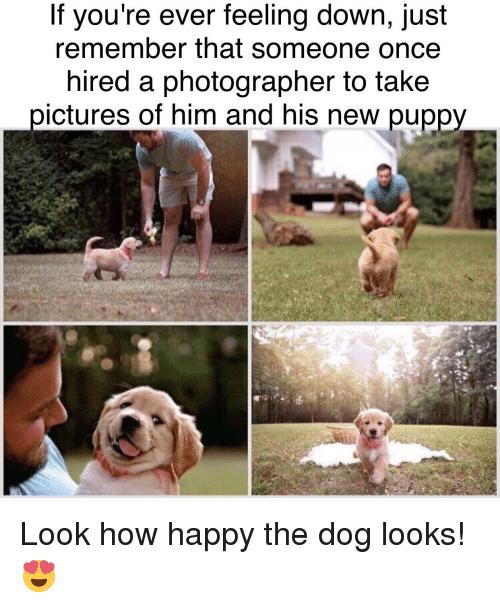 If you're ever feeling down, just
remember that someone once
hired a photographer to take
pictures of him and his new puppy
Look how happy the dog looks!
😍